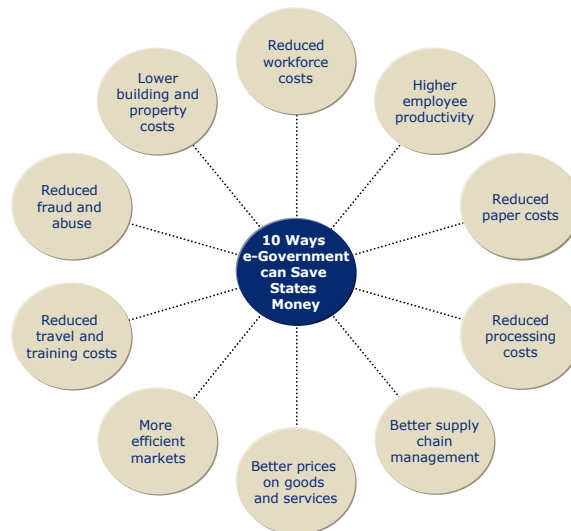 Reduced
workforce
costs
Higher
employee
productivity
Reduced
paper costs
Reduced
processing
costs
Better supply
chain
management
Better prices
on goods
and services
More
efficient
markets
Reduced
travel and
training costs
Reduced
fraud and
abuse
Lower
building and
property
costs
10 Ways
e-Government
can Save
States
Money